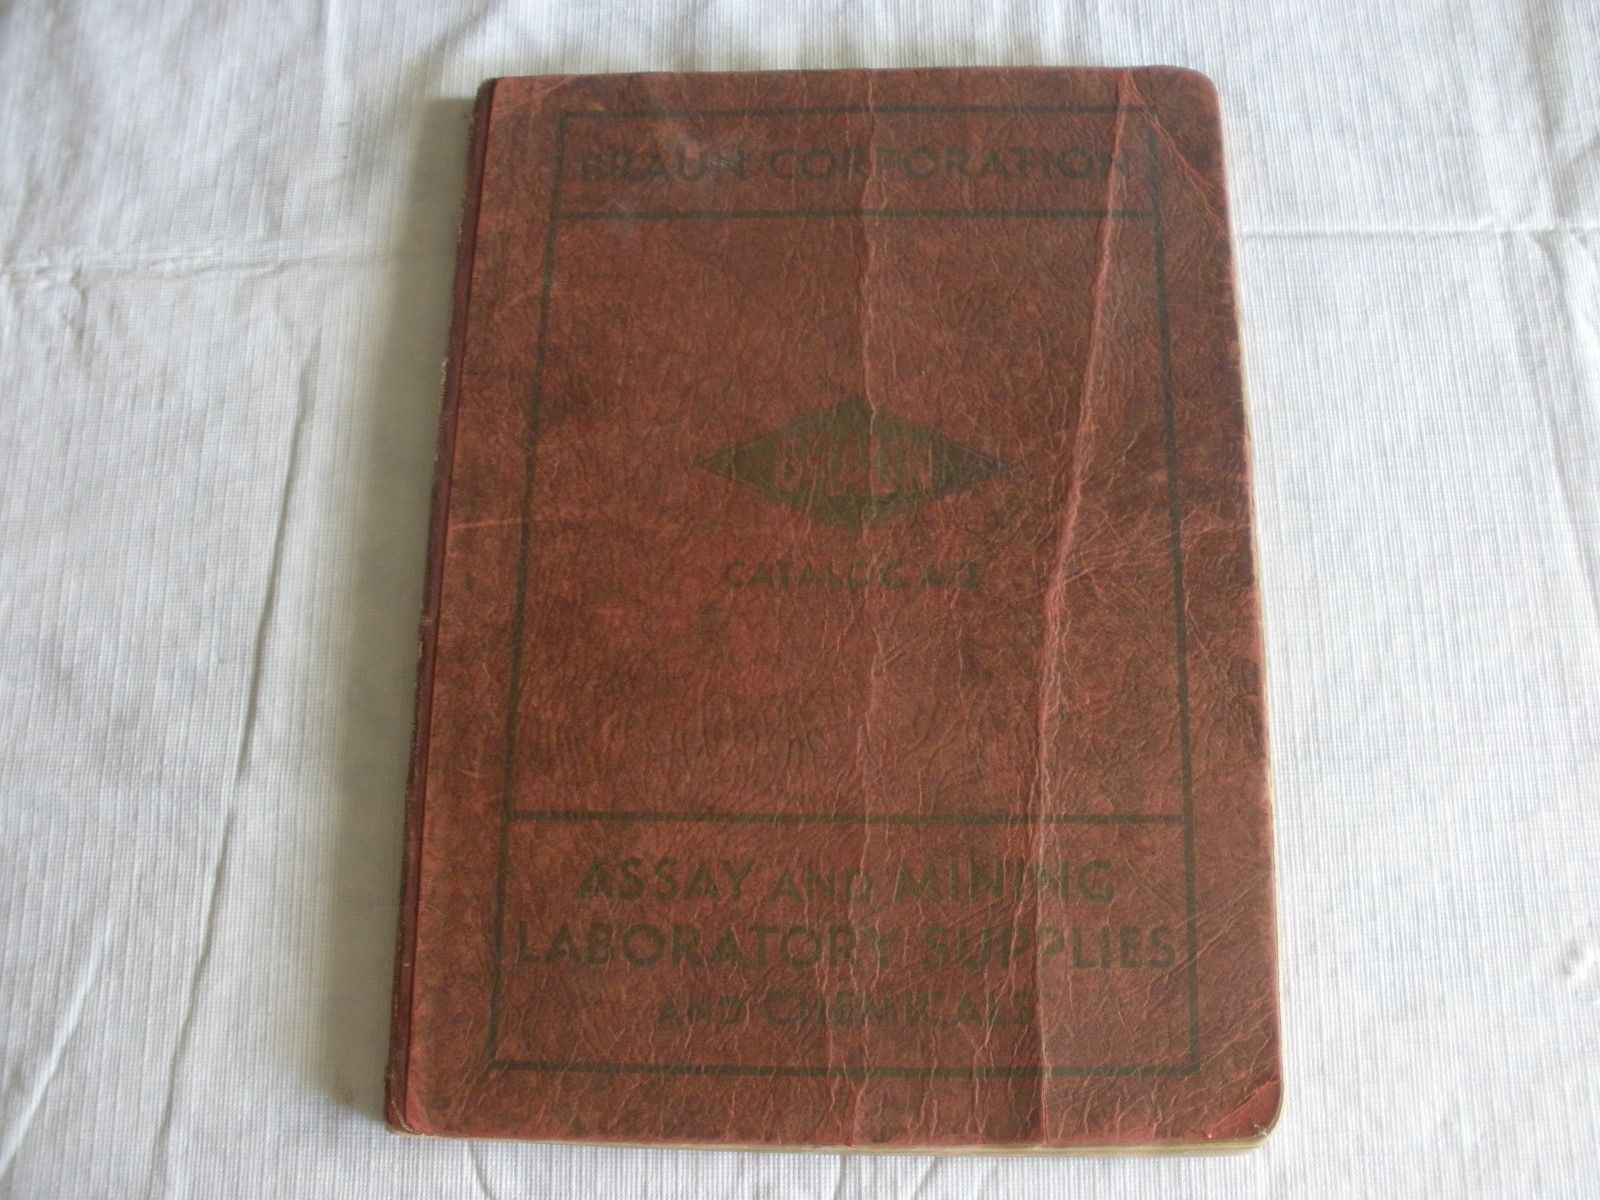 BRAUN CORPORATION
BRAUN
CATALOG A-2
ASSAY AND MINING
LABORATORY SUPPLIES
AND CHEMICALS